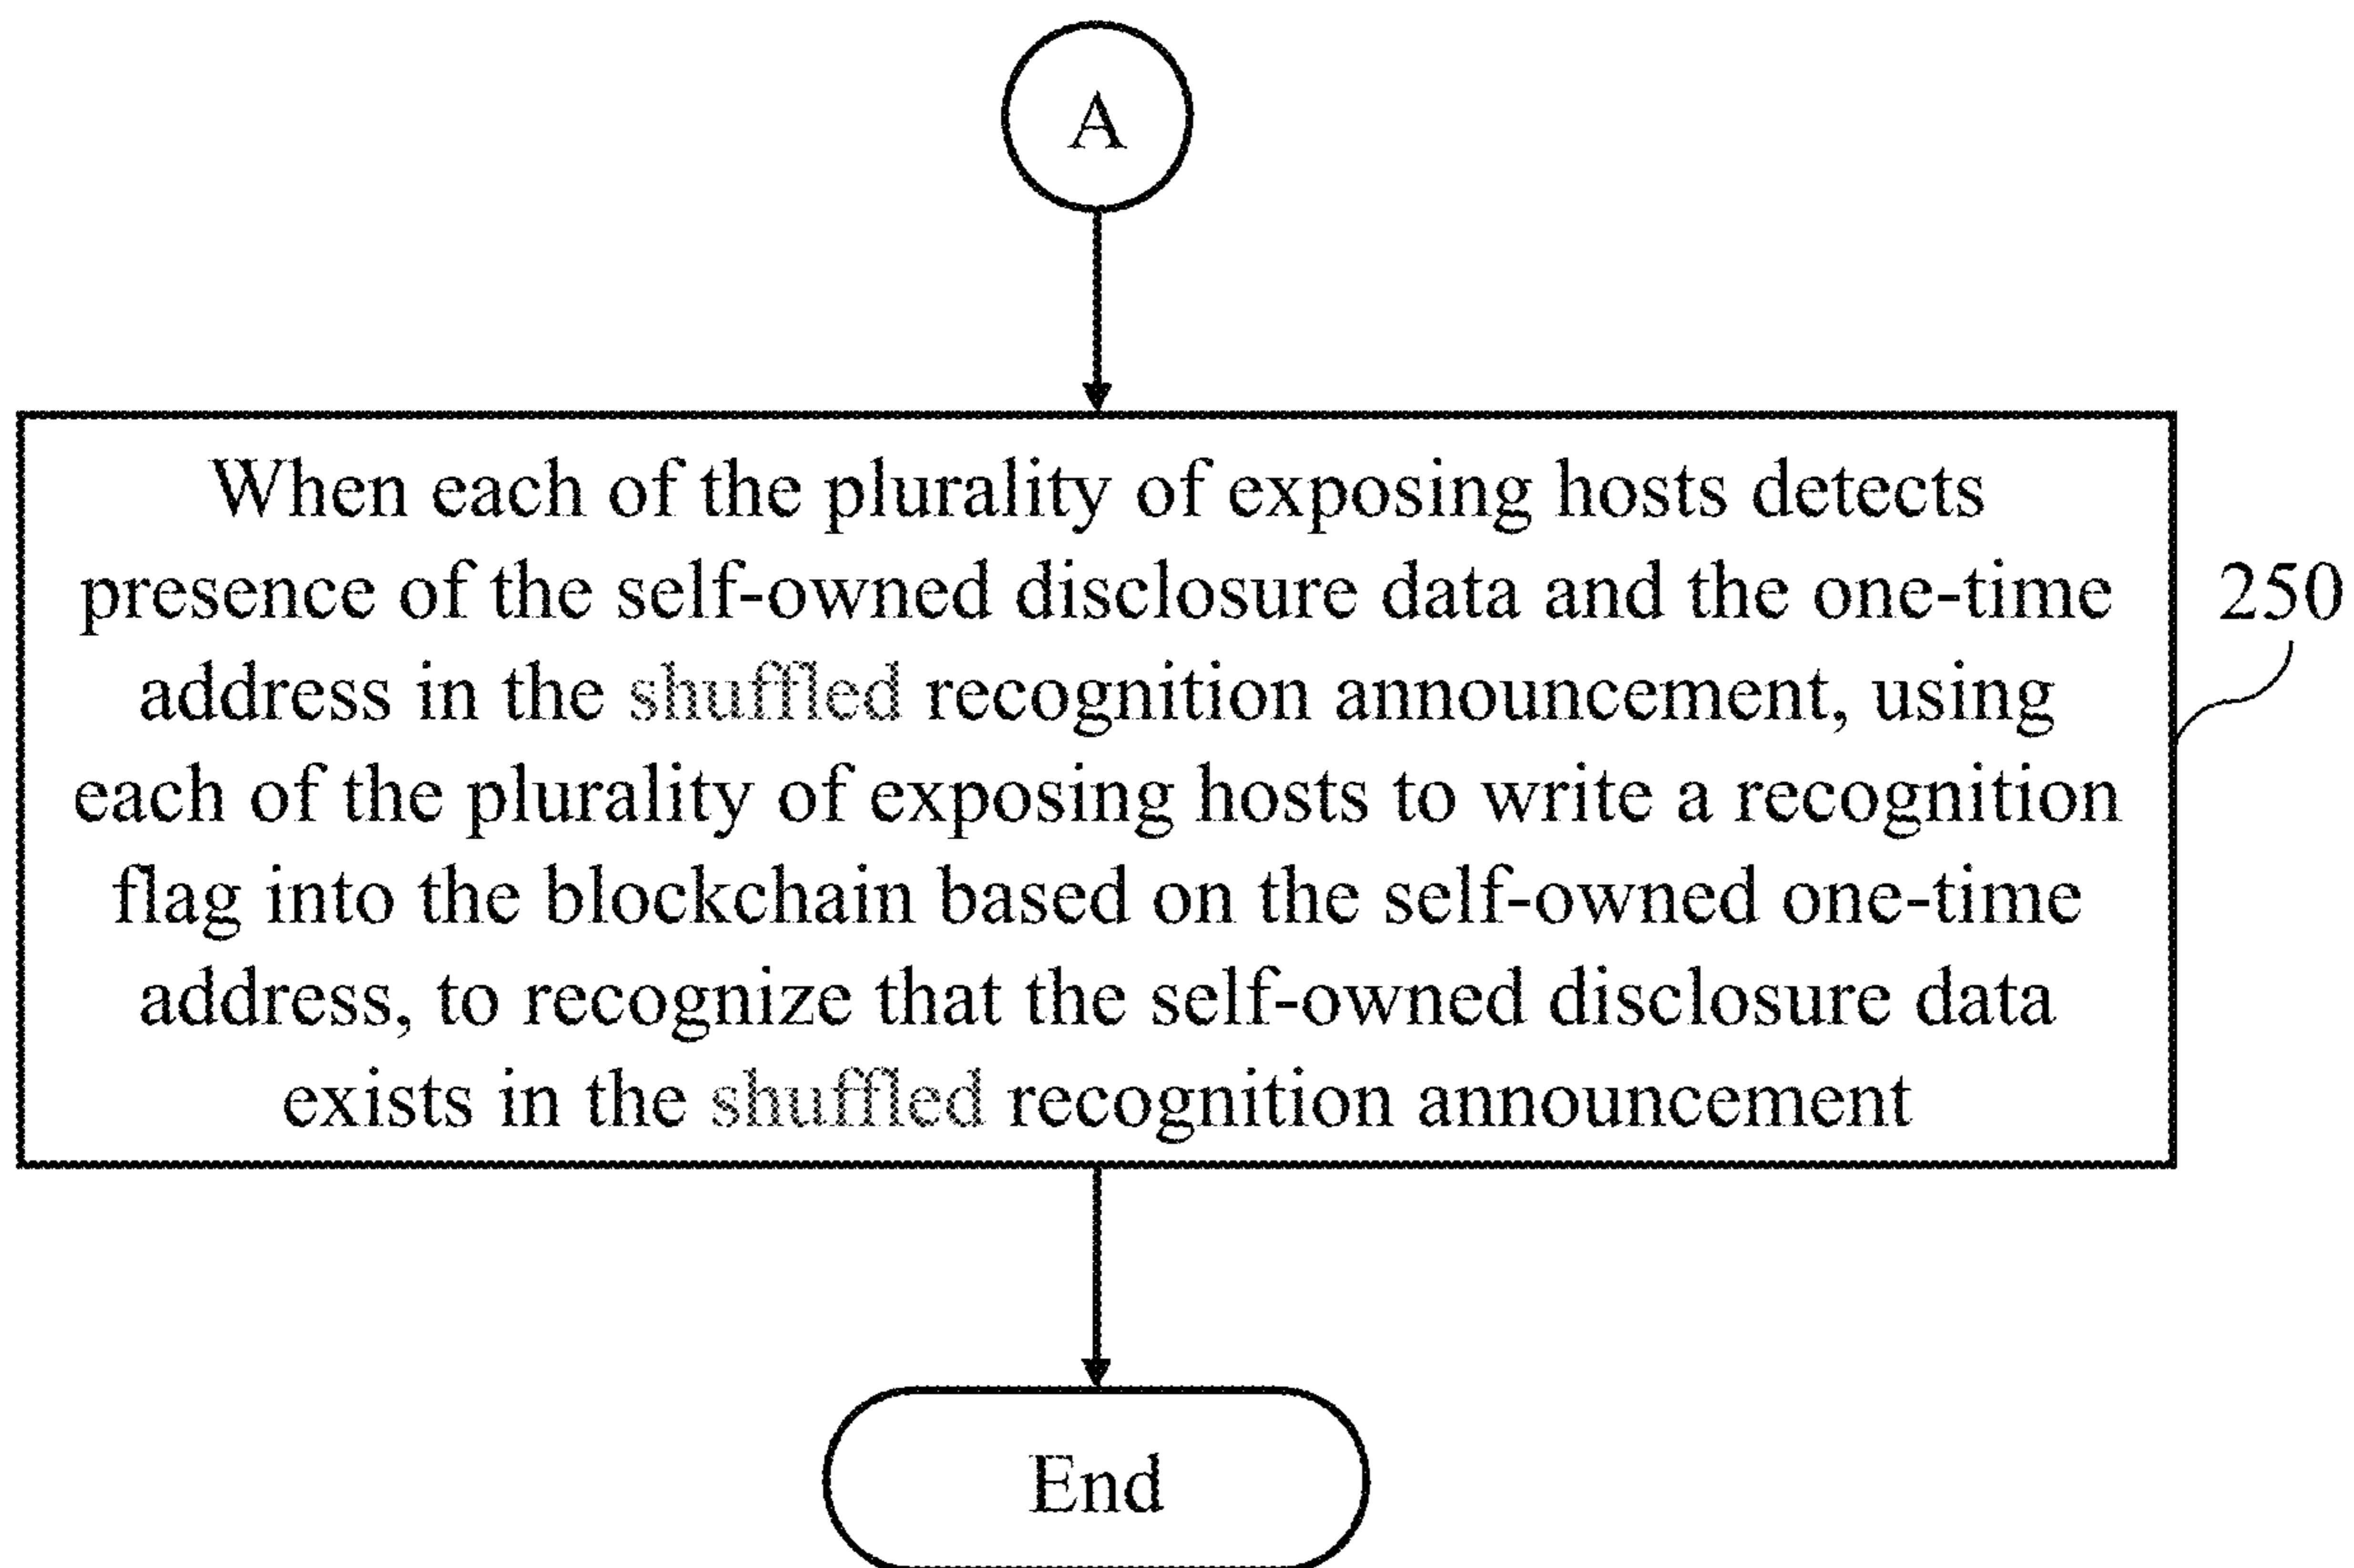 A
When each of the plurality of exposing hosts detects
presence of the self-owned disclosure data and the one-time
250
address in the shuffled recognition announcement, using
each of the plurality of exposing hosts to write a recognition
flag into the blockchain based on the self-owned one-time
address, to recognize that the self-owned disclosure data
exists in the shuffled recognition announcement
End